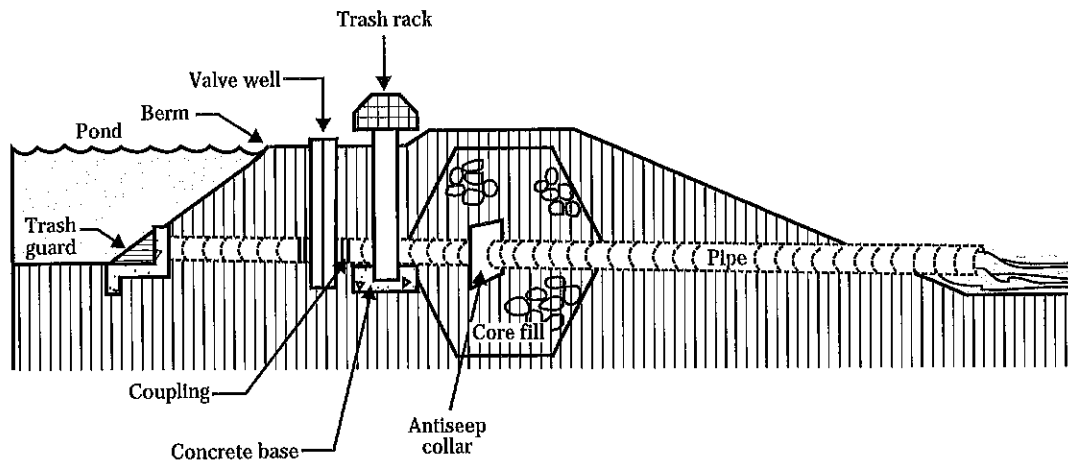 Trash rack
Valve well
Berm
Pond
Trash
guard
Pipe
Core fill
Coupling
Antiseep
collar
Concrete base